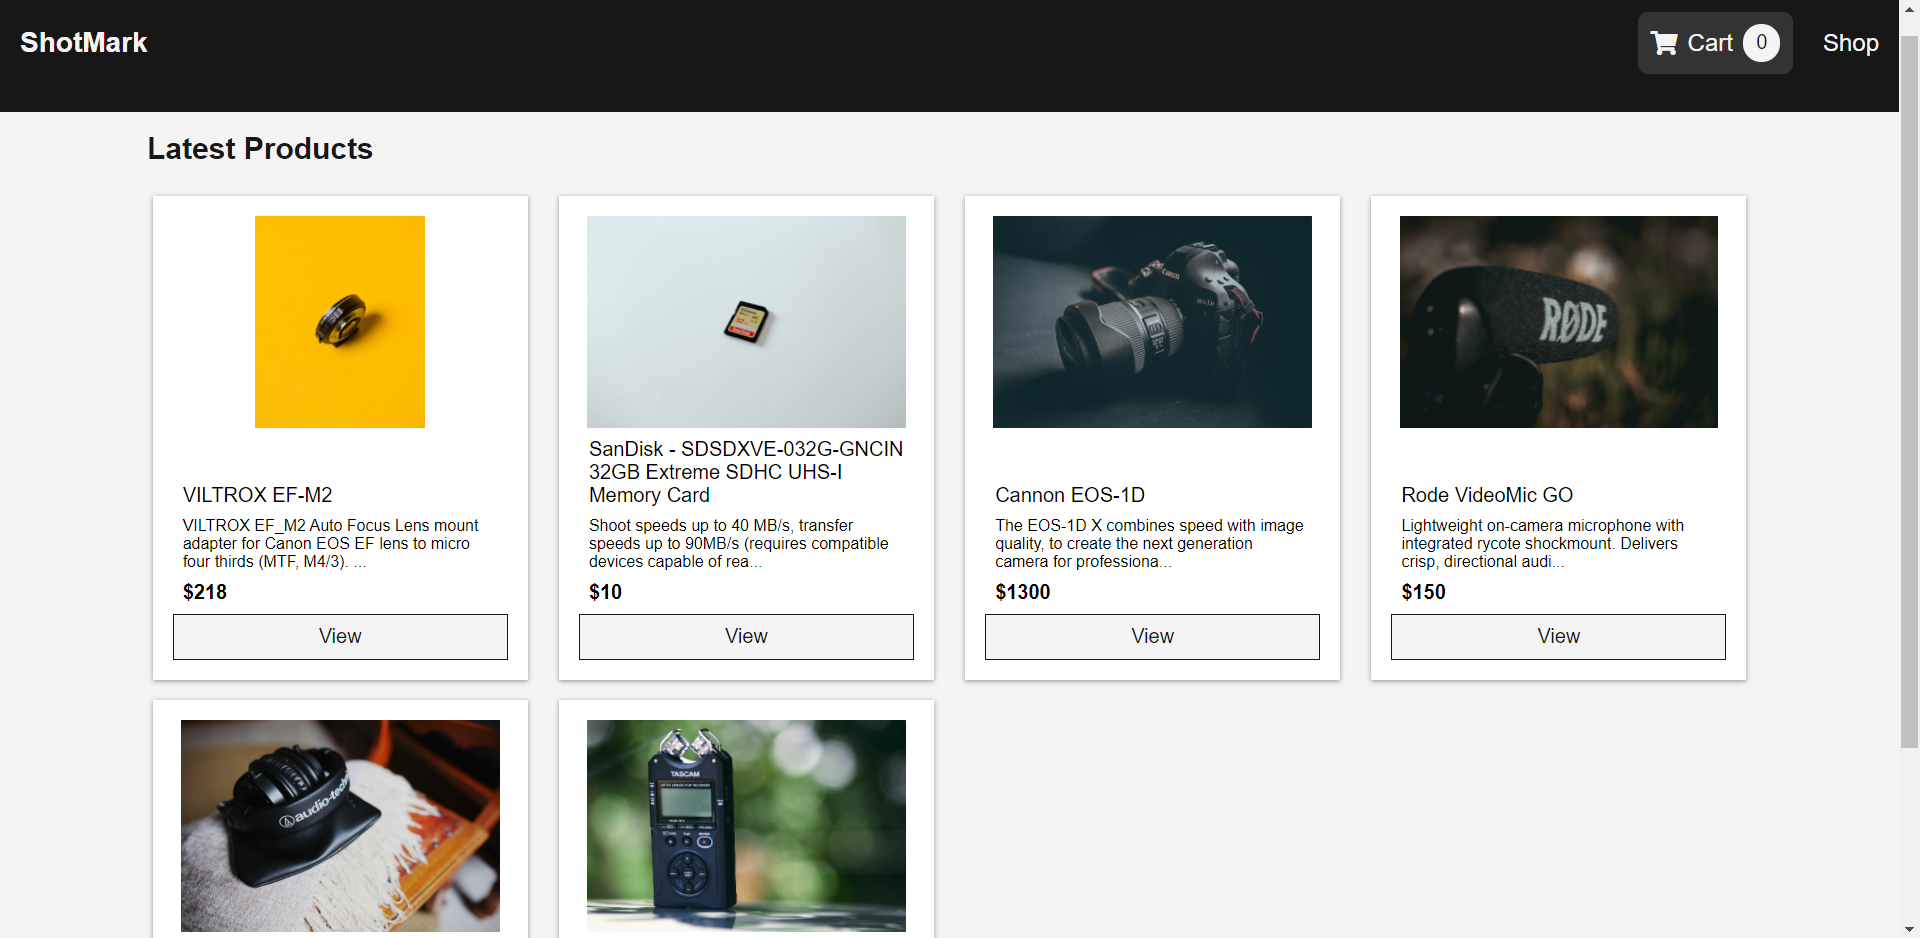 ShotMark
Cart 0
Shop
Latest Products
VILTROX EF-M2
VILTROX EF_M2 Auto Focus Lens mount
adapter for Canon EOS EF lens to micro
four thirds (MTF, M4/3). ...
$218
View
SanDisk - SDSDXVE-032G-GNCIN
32GB Extreme SDHC UHS-I
Memory Card
Shoot speeds up to 40 MB/s, transfer
speeds up to 90MB/s (requires compatible
devices capable of rea...
$10
View
Canon
Cannon EOS-1D
The EOS-1D X combines speed with image
quality, to create the next generation
camera for professiona...
$1300
View
RØDE
Rode VideoMic GO
Lightweight on-camera microphone with
integrated rycote shockmount. Delivers
crisp, directional audi...
$150
View
audio-tech
TASCAM